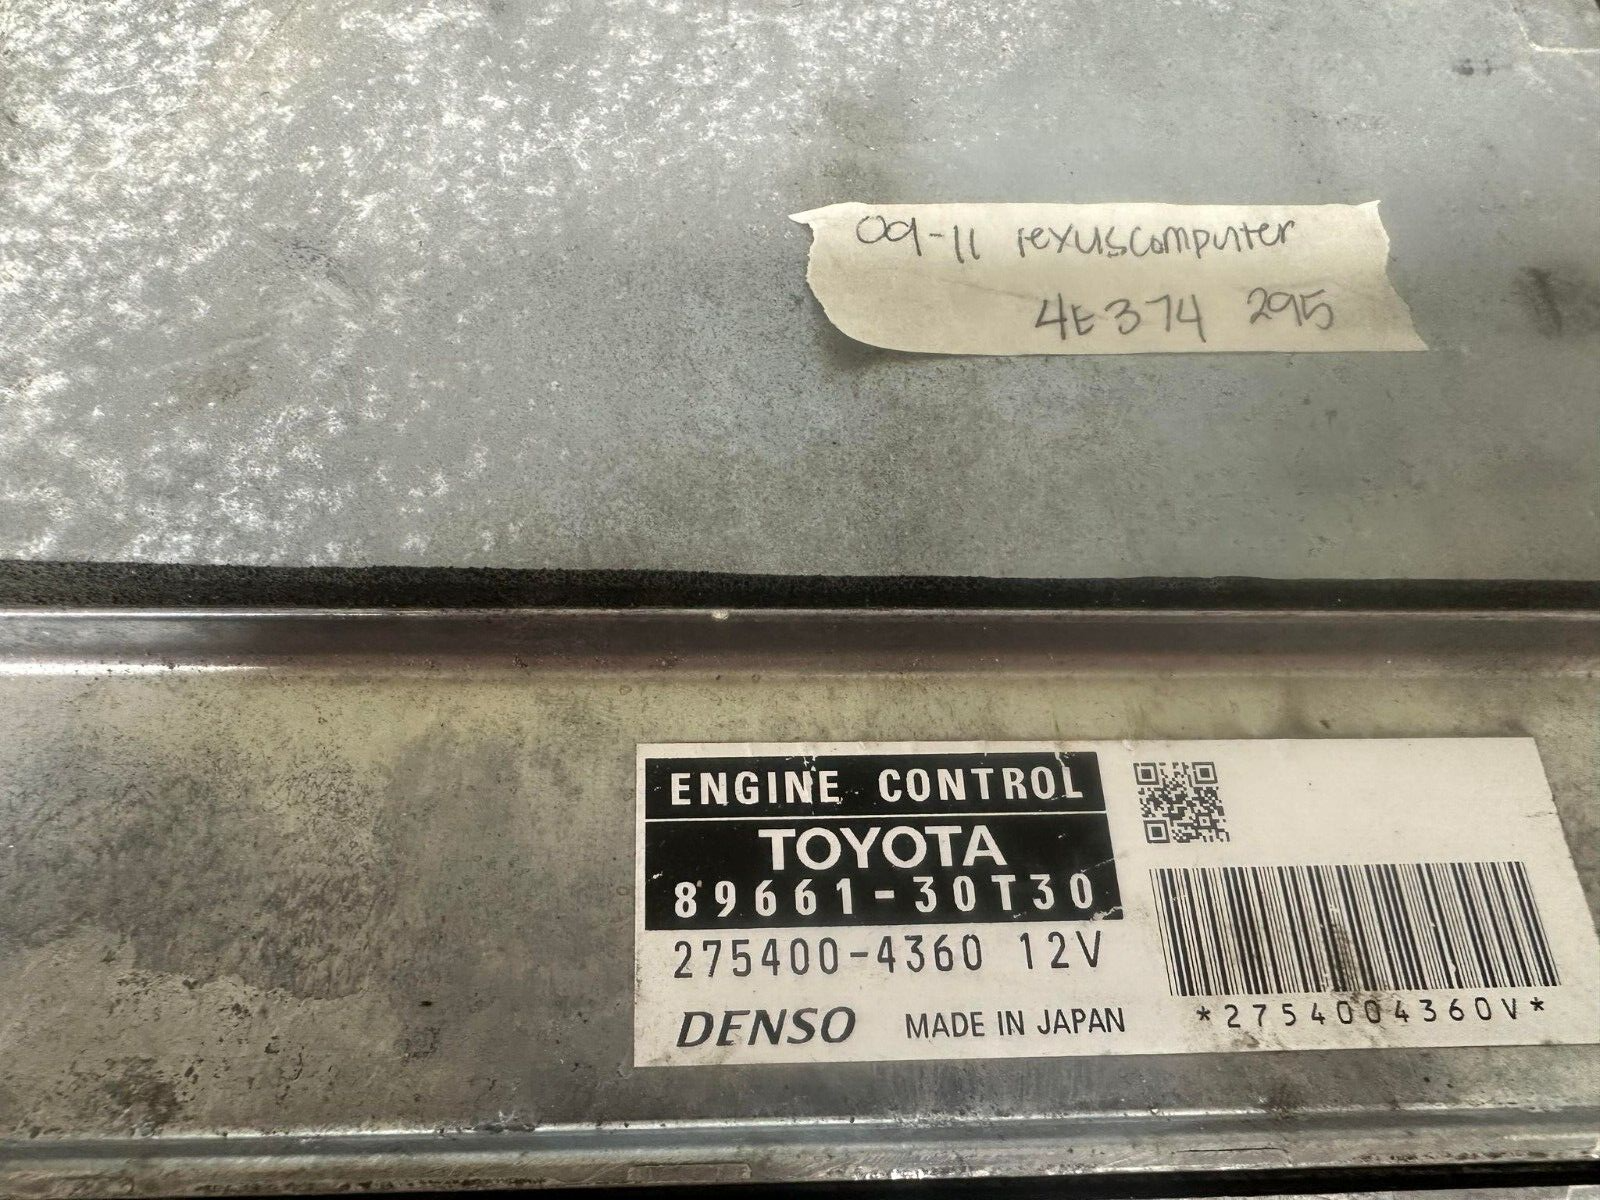 09-11 lexuscomputer
4E374 295
ENGINE CONTROL
TOYOTA
89661-30T30
275400-4360 12V
DENSO MADE IN JAPAN
*2754004360V*